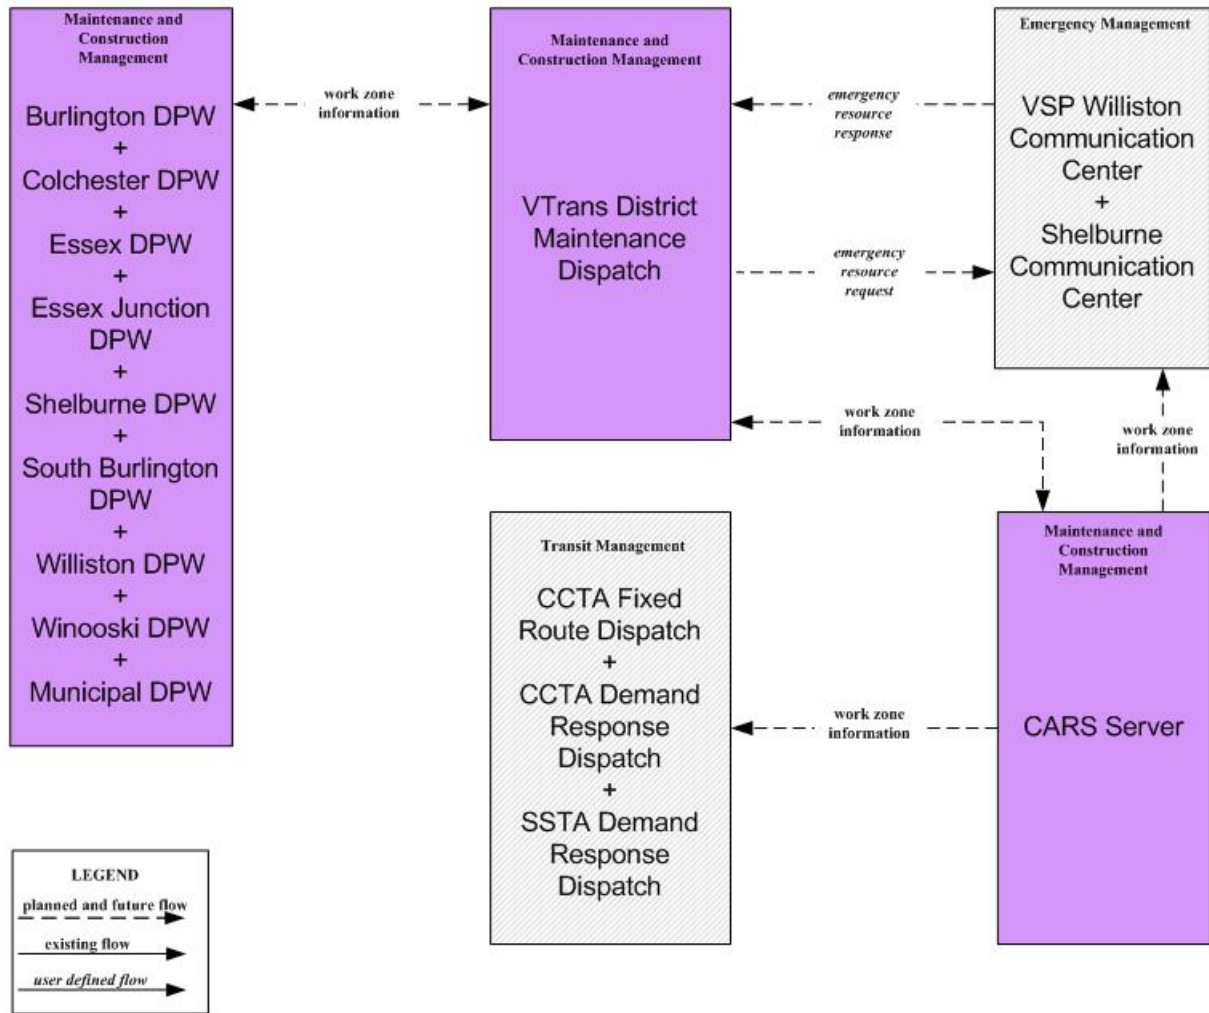 Maintenance and
Construction
Management
Burlington DPW
+
Colchester DPW
+
Essex DPW
+
Essex Junction
DPW
+
Shelburne DPW
+
South Burlington
DPW
+
Williston DPW
+
Winooski DPW
+
Municipal DPW
work zone
information
Maintenance and
Construction Management
VTrans District
Maintenance
Dispatch
emergency
resource
response
emergency
resource
request
Emergency Management
VSP Williston
Communication
Center
+
Shelburne
Communication
Center
work zone
information
work zone
information
Transit Management
CCTA Fixed
Route Dispatch
+
CCTA Demand
Response
Dispatch
+
SSTA Demand
Response
Dispatch
work zone
information
Maintenance and
Construction
Management
CARS Server
LEGEND
planned and future flow
existing flow
user defined flow